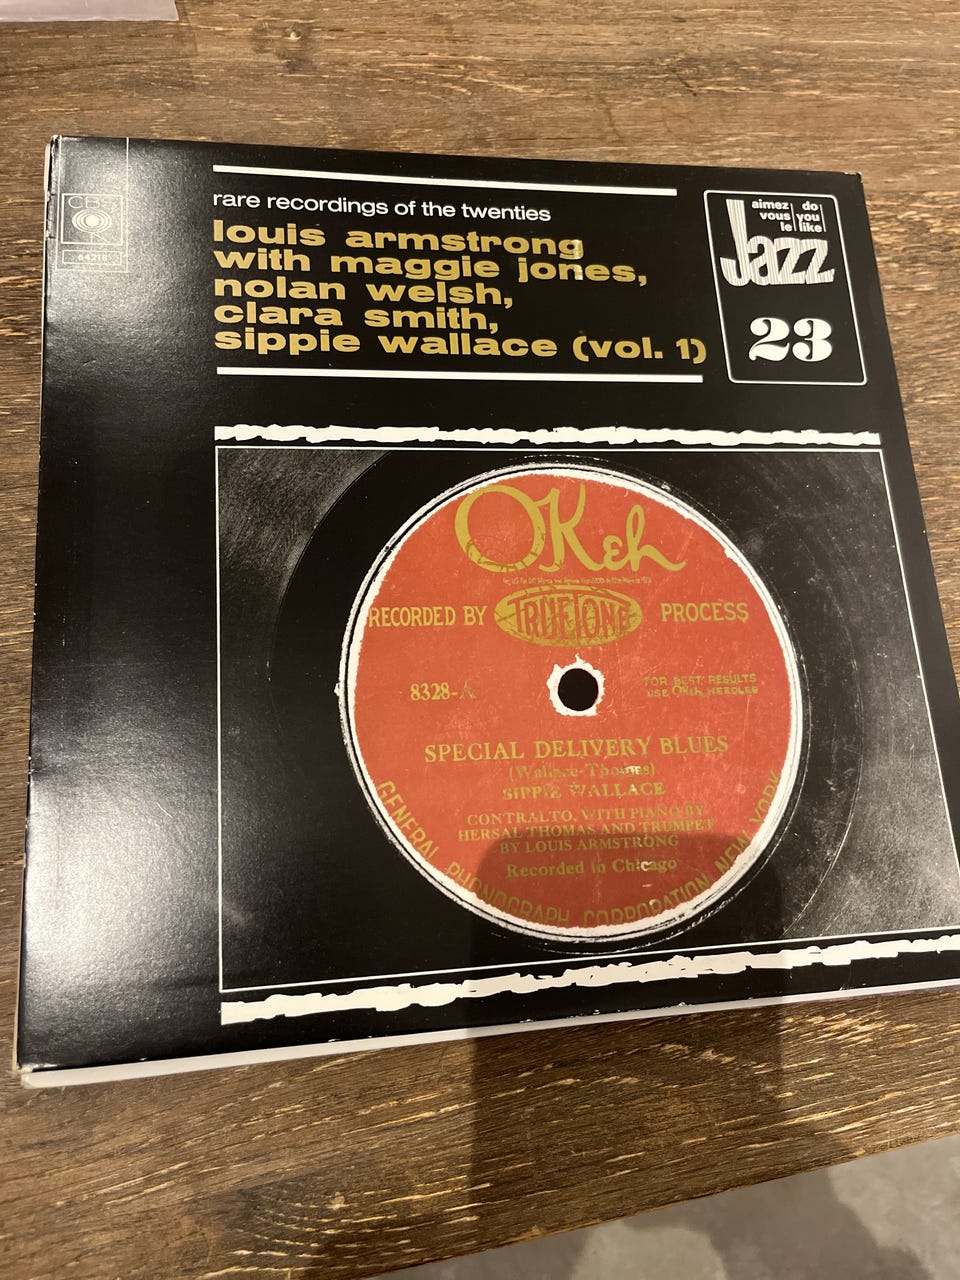 CBS
64218
rare recordings of the twenties
louis armstrong
with maggie jones,
nolan welsh,
clara smith,
sippie wallace (vol. 1)
aimez do
vous you
le like
Jazz
23
OKeh
RECORDED BY TRUETONE PROCESS
8328-A
FOR BEST RESULTS
USE OKeh NEEDLES
SPECIAL DELIVERY BLUES
(Wallace-Thomas)
SIPPIE WALLACE
CONTRALTO, WITH PIANO BY
HERSAL THOMAS AND TRUMPET
BY LOUIS ARMSTRONG
Recorded in Chicago
GENERAL PHONOGRAPH CORPORATION NEW YORK